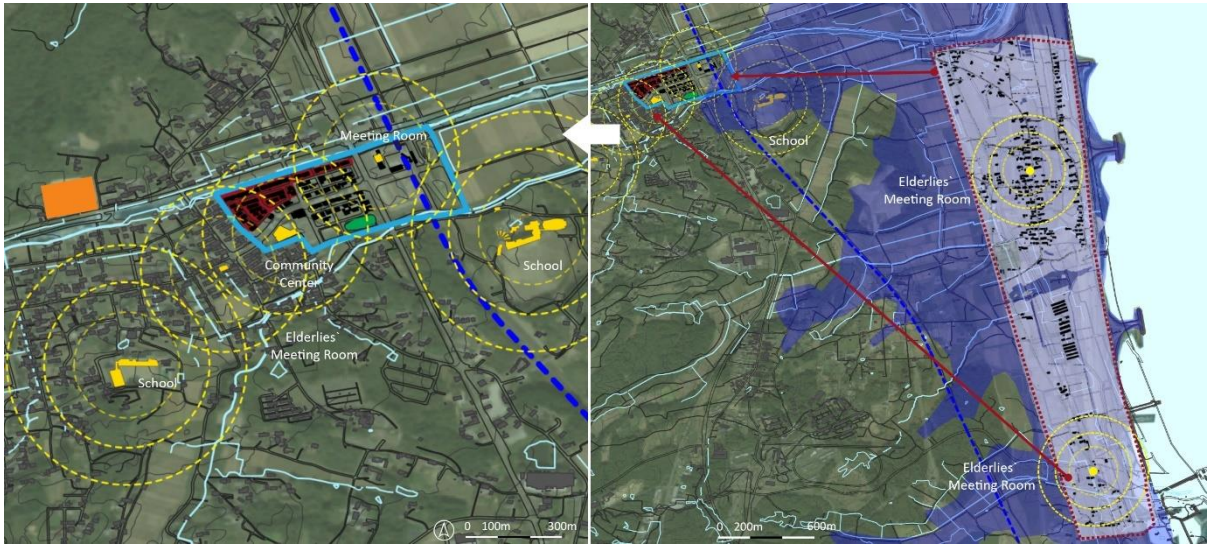 Meeting Room
School
Community
Center
Elderlies`
Meeting Room
School
0 100m 300m
School
Elderlies`
Meeting Room
Elderlies`
Meeting Room
0 200m 600m